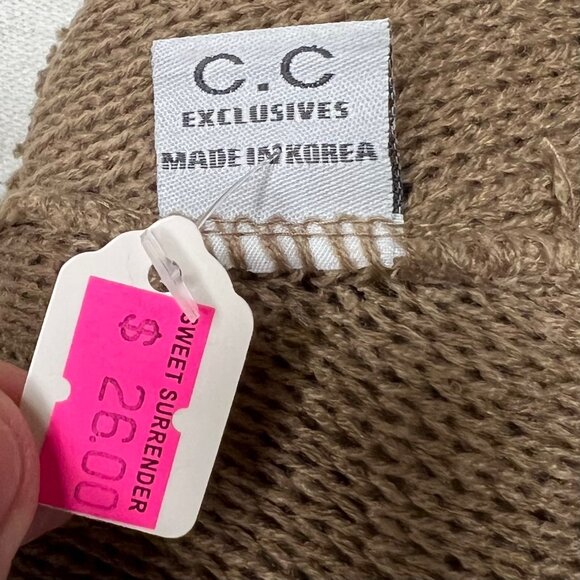 C.C
EXCLUSIVES
MADE IN KOREA
SWEET SURRENDER
$ 26.00